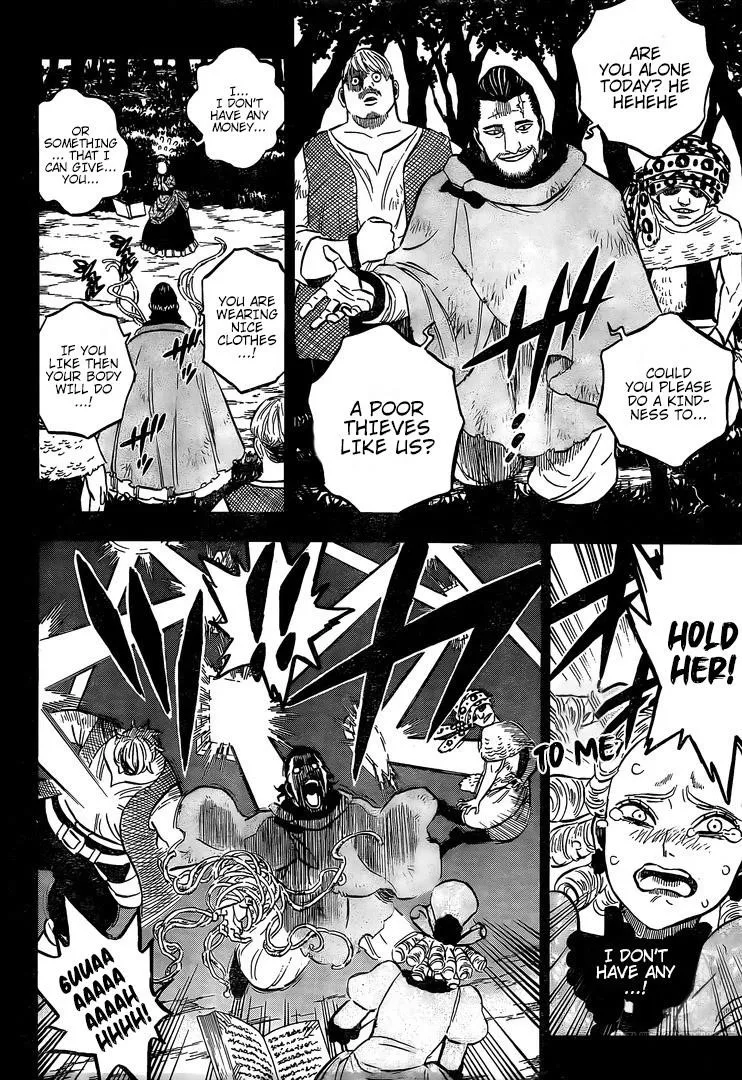 ARE
YOU ALONE
TODAY? HE
HEHEHE
COULD
YOU PLEASE
DO A KIND-
NESS TO...
A POOR
THIEVES
LIKE US?
I...
I DON'T
HAVE ANY
MONEY...
OR
SOMETHING
... THAT I
CAN GIVE...
YOU...
YOU ARE
WEARING
NICE
CLOTHES
...!
IF YOU
LIKE THEN
YOUR BODY
WILL DO
...!
HOLD
HER!
TO ME
I DON'T
HAVE ANY
...!
!!
GUUAA
AAAAA
AAAAH
HHHH!